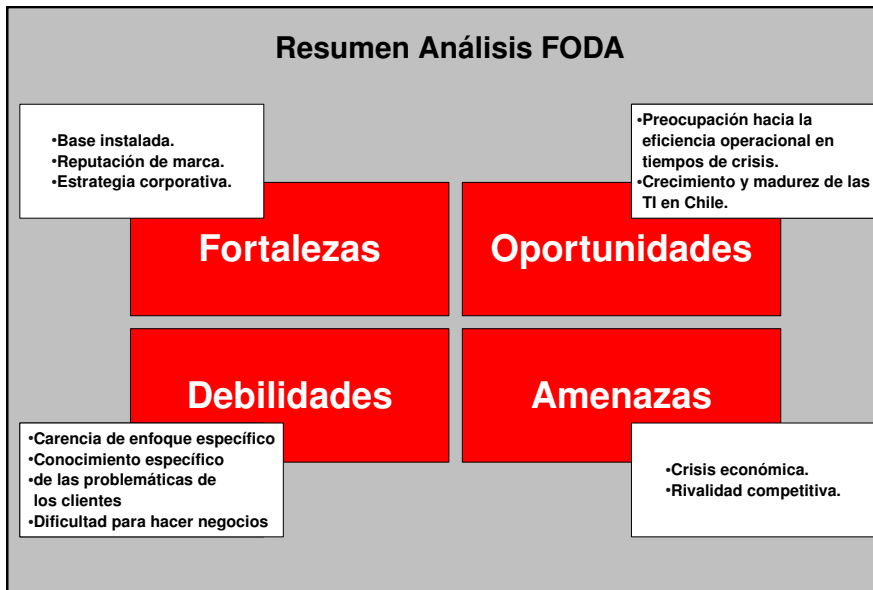 Resumen Análisis FODA
•Base instalada.
•Reputación de marca.
•Estrategia corporativa.
•Preocupación hacia la
eficiencia operacional en
tiempos de crisis.
•Crecimiento y madurez de las
TI en Chile.
Fortalezas
Oportunidades
Debilidades
Amenazas
•Carencia de enfoque específico
•Conocimiento específico
•de las problemáticas de
los clientes
•Dificultad para hacer negocios
•Crisis económica.
•Rivalidad competitiva.